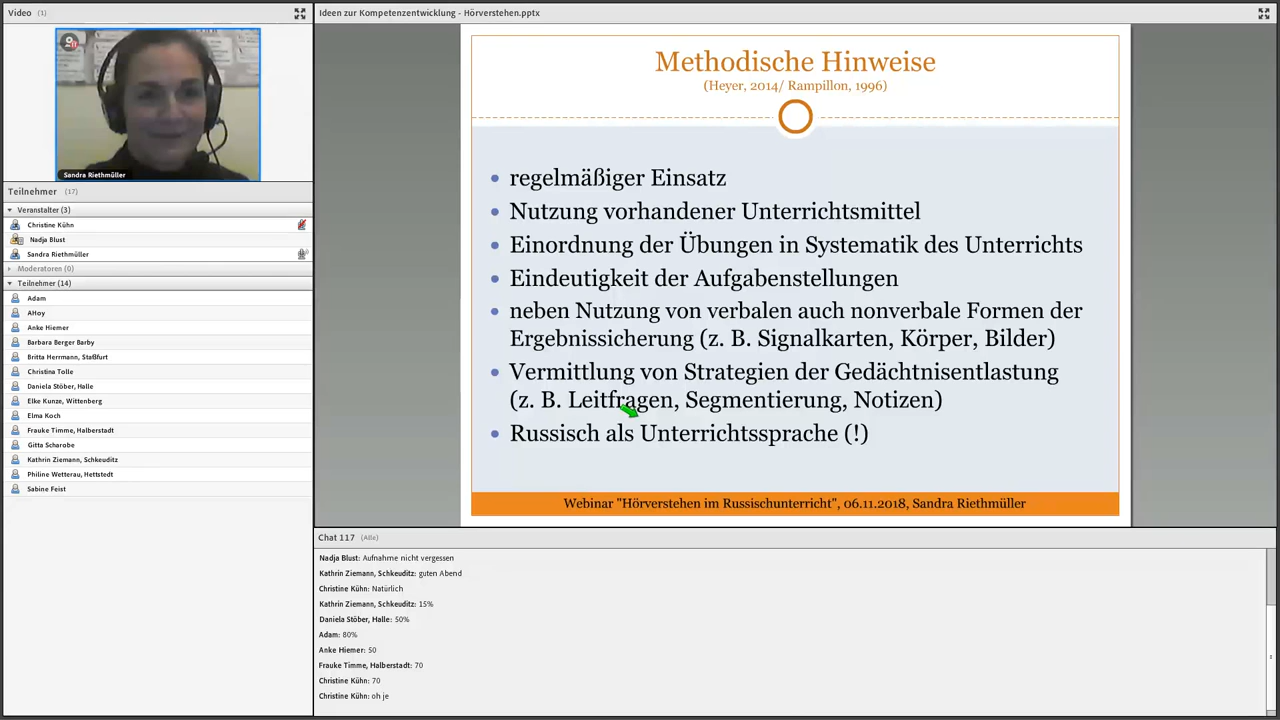 Video (1)
Sandra Riethmüller
Teilnehmer (17)
Veranstalter (3)
Christine Kühn
Nadja Blust
Sandra Riethmüller
Moderatoren (0)
Teilnehmer (14)
Adam
AHoy
Anke Hiemer
Barbara Berger Barby
Britta Herrmann, Staßfurt
Christina Tolle
Daniela Stöber, Halle
Elke Kunze, Wittenberg
Elma Koch
Frauke Timme, Halberstadt
Gitta Scharobe
Kathrin Ziemann, Schkeuditz
Philine Wetterau, Hettstedt
Sabine Feist
Ideen zur Kompetenzentwicklung - Hörverstehen.pptx
Methodische Hinweise
(Heyer, 2014/ Rampillon, 1996)
• regelmäßiger Einsatz
• Nutzung vorhandener Unterrichtsmittel
• Einordnung der Übungen in Systematik des Unterrichts
• Eindeutigkeit der Aufgabenstellungen
• neben Nutzung von verbalen auch nonverbale Formen der
Ergebnissicherung (z. B. Signalkarten, Körper, Bilder)
• Vermittlung von Strategien der Gedächtnisentlastung
(z. B. Leitfragen, Segmentierung, Notizen)
• Russisch als Unterrichtssprache (!)
Webinar "Hörverstehen im Russischunterricht", 06.11.2018, Sandra Riethmüller
Chat 117 (Alle)
Nadja Blust: Aufnahme nicht vergessen
Kathrin Ziemann, Schkeuditz: guten Abend
Christine Kühn: Natürlich
Kathrin Ziemann, Schkeuditz: 15%
Daniela Stöber, Halle: 50%
Adam: 80%
Anke Hiemer: 50
Frauke Timme, Halberstadt: 70
Christine Kühn: 70
Christine Kühn: oh je